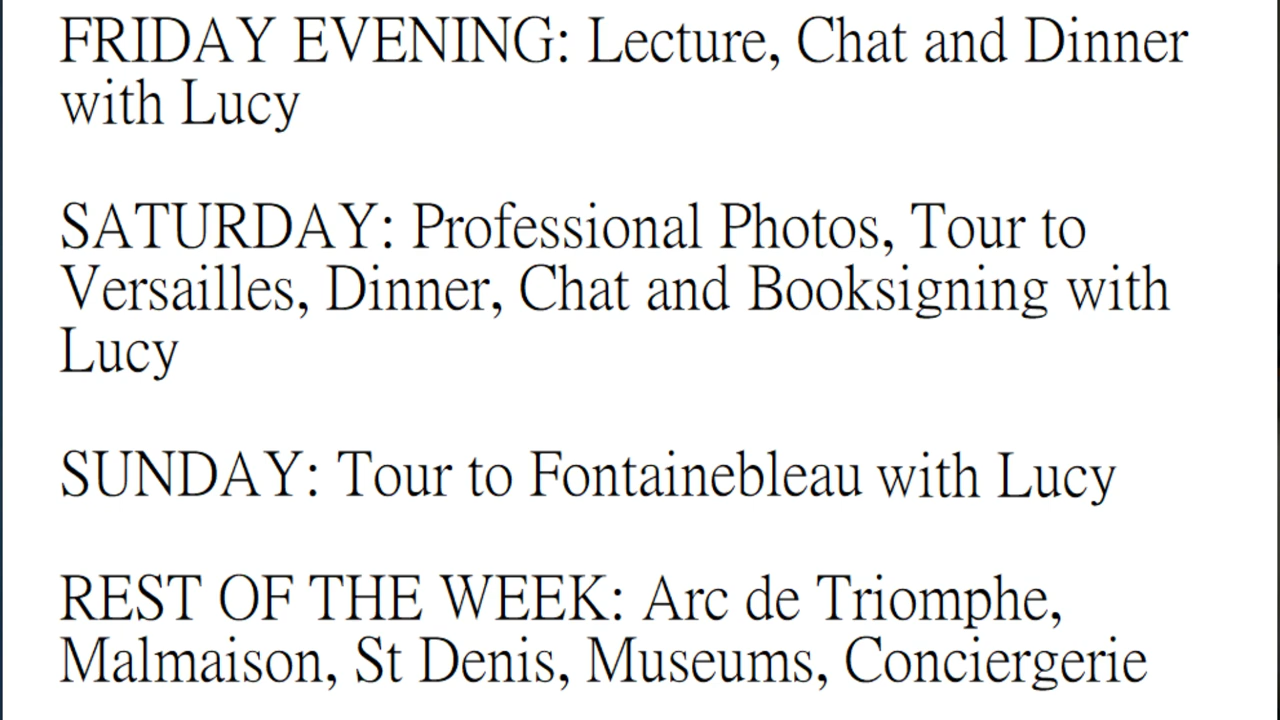 FRIDAY EVENING: Lecture, Chat and Dinner
with Lucy
SATURDAY: Professional Photos, Tour to
Versailles, Dinner, Chat and Booksigning with
Lucy
SUNDAY: Tour to Fontainebleau with Lucy
REST OF THE WEEK: Arc de Triomphe,
Malmaison, St Denis, Museums, Conciergerie